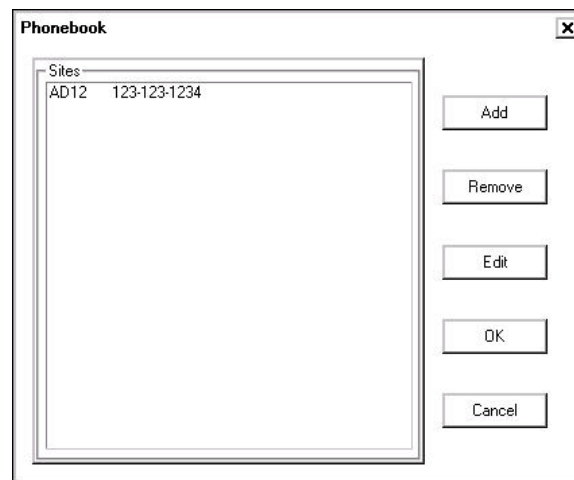 Phonebook
Sites
AD12 123-123-1234
Add
Remove
Edit
OK
Cancel